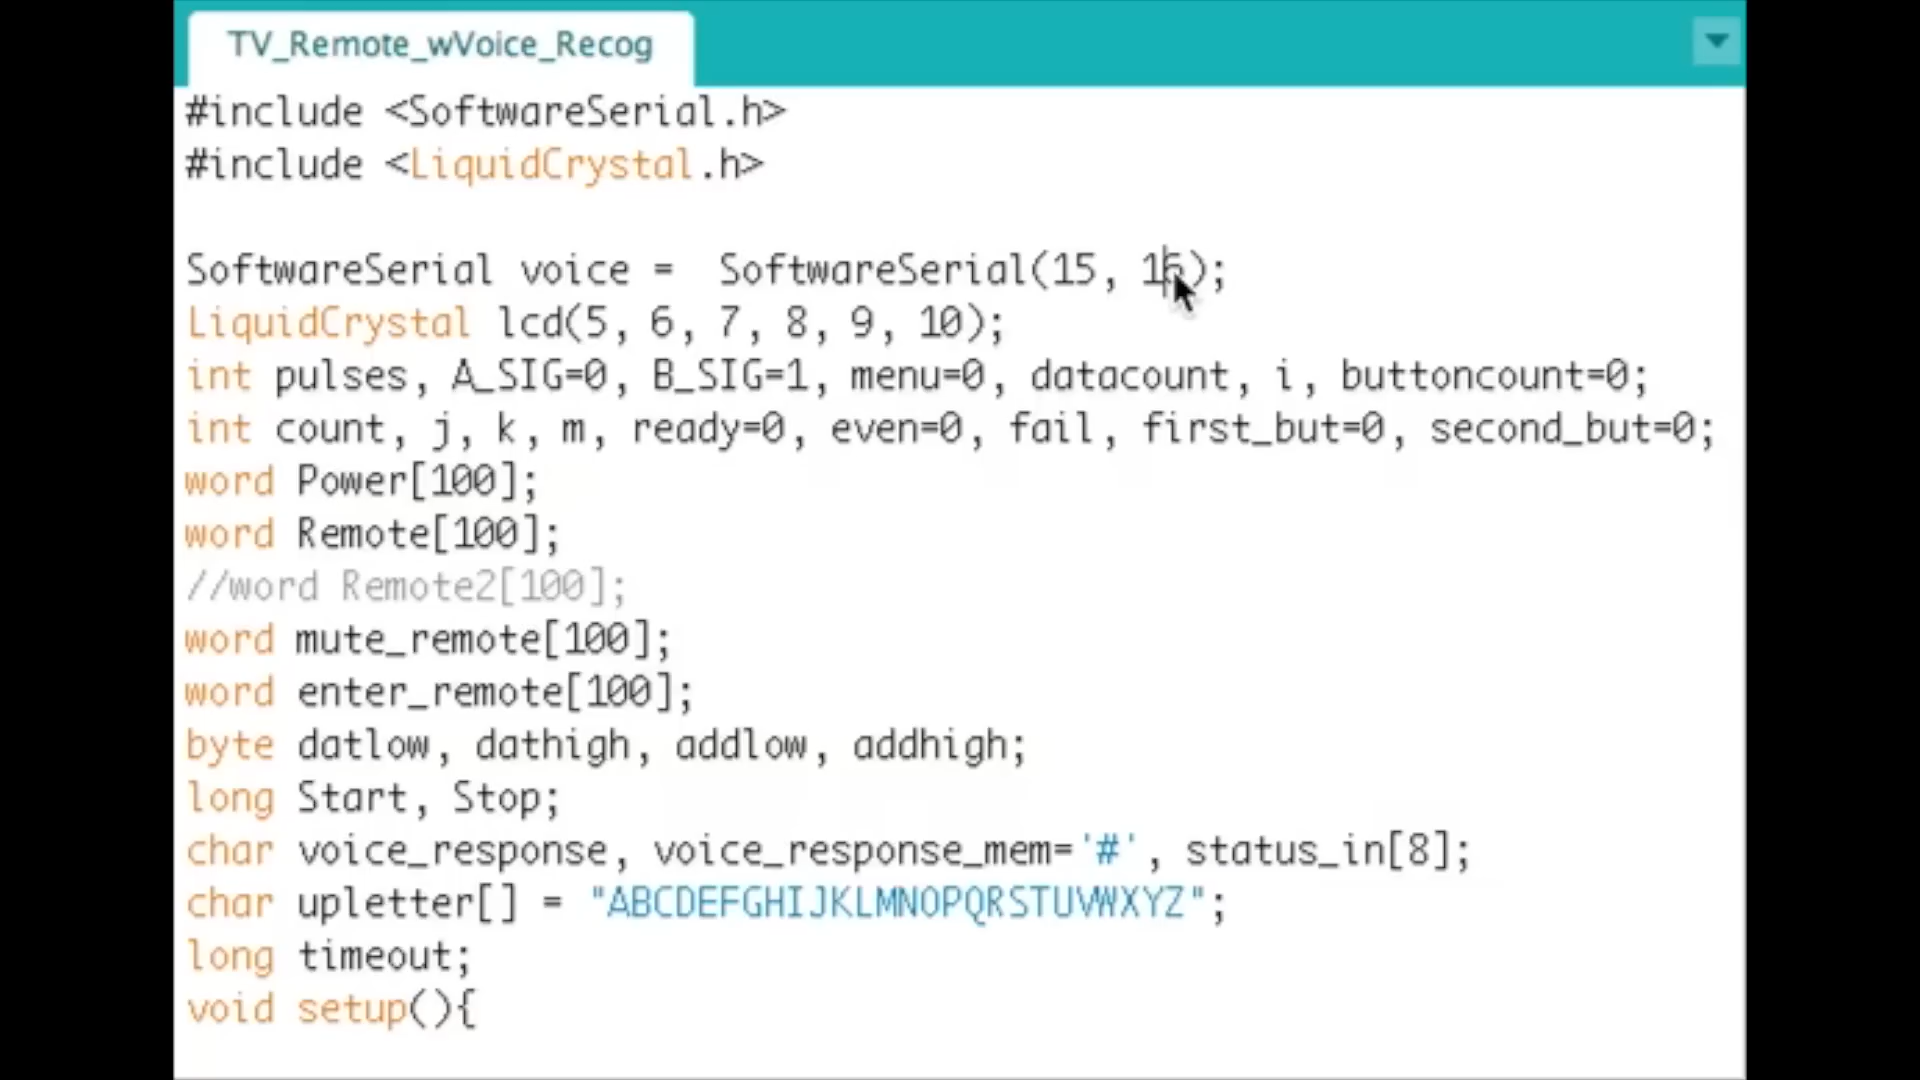 TV_Remote_wVoice_Recog
#include <SoftwareSerial.h>
#include <LiquidCrystal.h>
SoftwareSerial voice =  SoftwareSerial(15, 16);
LiquidCrystal lcd(5, 6, 7, 8, 9, 10);
int pulses, A_SIG=0, B_SIG=1, menu=0, datacount, i, buttoncount=0;
int count, j, k, m, ready=0, even=0, fail, first_but=0, second_but=0;
word Power[100];
word Remote[100];
//word Remote2[100];
word mute_remote[100];
word enter_remote[100];
byte datlow, dathigh, addlow, addhigh;
long Start, Stop;
char voice_response, voice_response_mem='#', status_in[8];
char upletter[] = "ABCDEFGHIJKLMNOPQRSTUVWXYZ";
long timeout;
void setup(){